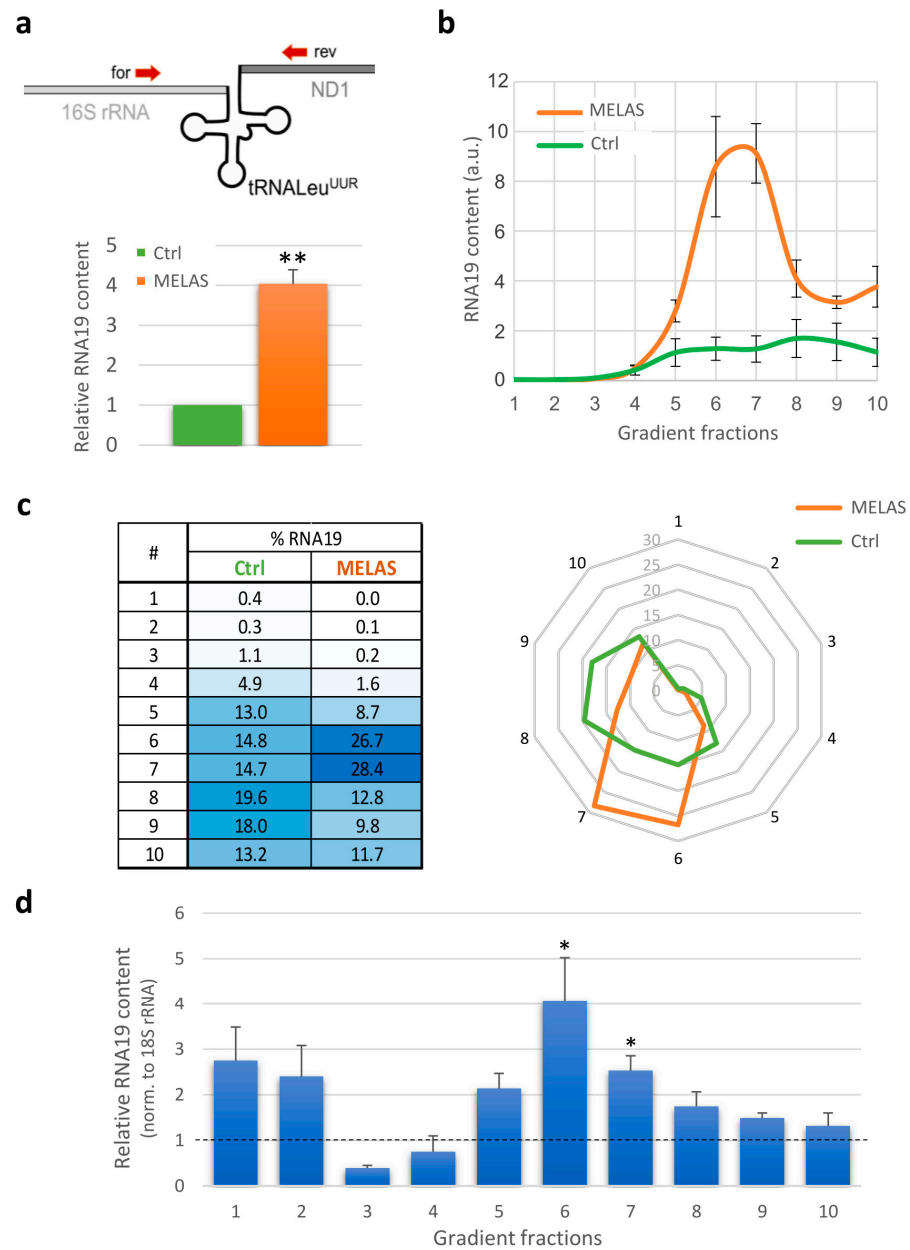 a
for
rev
16S rRNA
ND1
tRNALeuUUR
Relative RNA19 content
5
4
3
2
1
0
Ctrl
MELAS
**
b
RNA19 content (a.u.)
12
10
8
6
4
2
0
MELAS
Ctrl
1 2 3 4 5 6 7 8 9 10
Gradient fractions
c
# % RNA19
Ctrl MELAS
1 0.4 0.0
2 0.3 0.1
3 1.1 0.2
4 4.9 1.6
5 13.0 8.7
6 14.8 26.7
7 14.7 28.4
8 19.6 12.8
9 18.0 9.8
10 13.2 11.7
MELAS
Ctrl
1
2
3
4
5
6
7
8
9
10
30
25
20
15
10
5
0
d
Relative RNA19 content
(norm. to 18S rRNA)
6
5
4
3
2
1
0
*
*
1 2 3 4 5 6 7 8 9 10
Gradient fractions